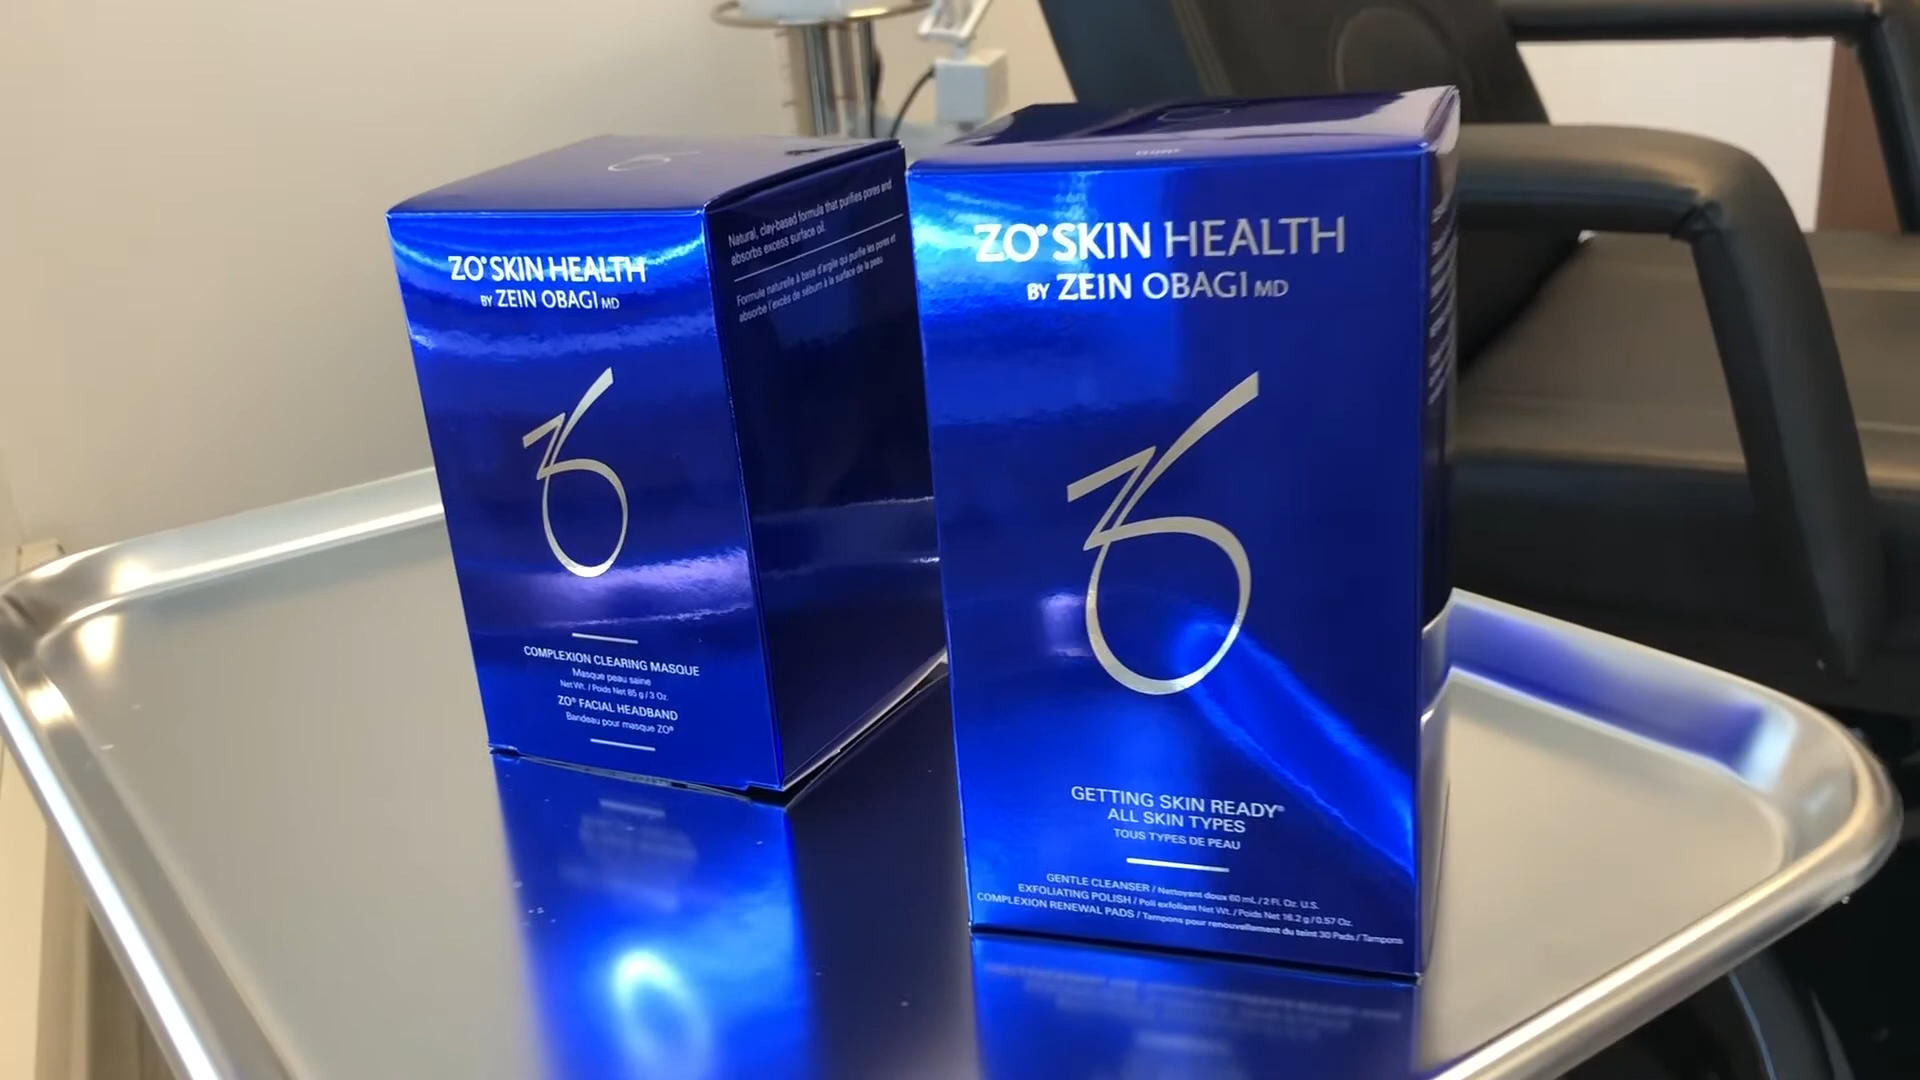 ZO® SKIN HEALTH
BY ZEIN OBAGI MD
COMPLEXION CLEARING MASQUE
Masque peau saine
Net Wt. / Poids Net 85 g / 3 Oz.
ZO® FACIAL HEADBAND
Bandeau pour masque ZO®
Natural, clay-based formula that purifies pores and
absorbs excess surface oil.
Formule naturelle à base d'argile qui purifie les pores et
absorbe l'excès de sébum à la surface de la peau
ZO® SKIN HEALTH
BY ZEIN OBAGI MD
GETTING SKIN READY®
ALL SKIN TYPES
TOUS TYPES DE PEAU
GENTLE CLEANSER / Nettoyant doux 60 mL / 2 Fl. Oz. U.S.
EXFOLIATING POLISH / Poli exfoliant Net Wt. / Poids Net 16.2 g / 0.57 Oz.
COMPLEXION RENEWAL PADS / Tampons pour renouvellement du teint 30 Pads / Tampons